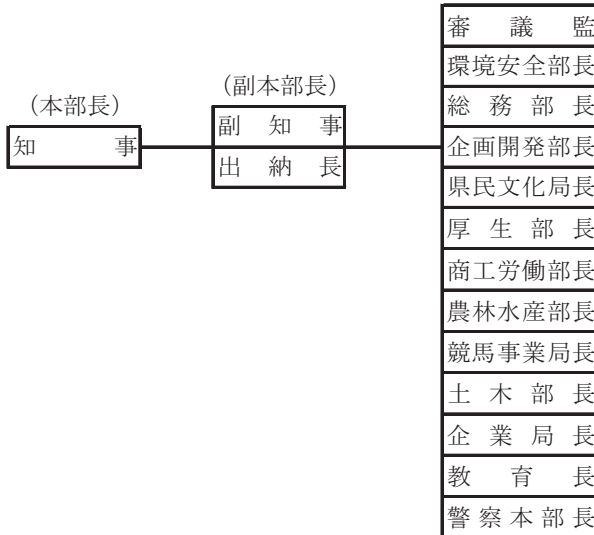 (本部長)
知事
(副本部長)
副知事
出納長
審議監
環境安全部長
総務部長
企画開発部長
県民文化局長
厚生部長
商工労働部長
農林水産部長
競馬事業局長
土木部長
企業局長
教育長
警察本部長